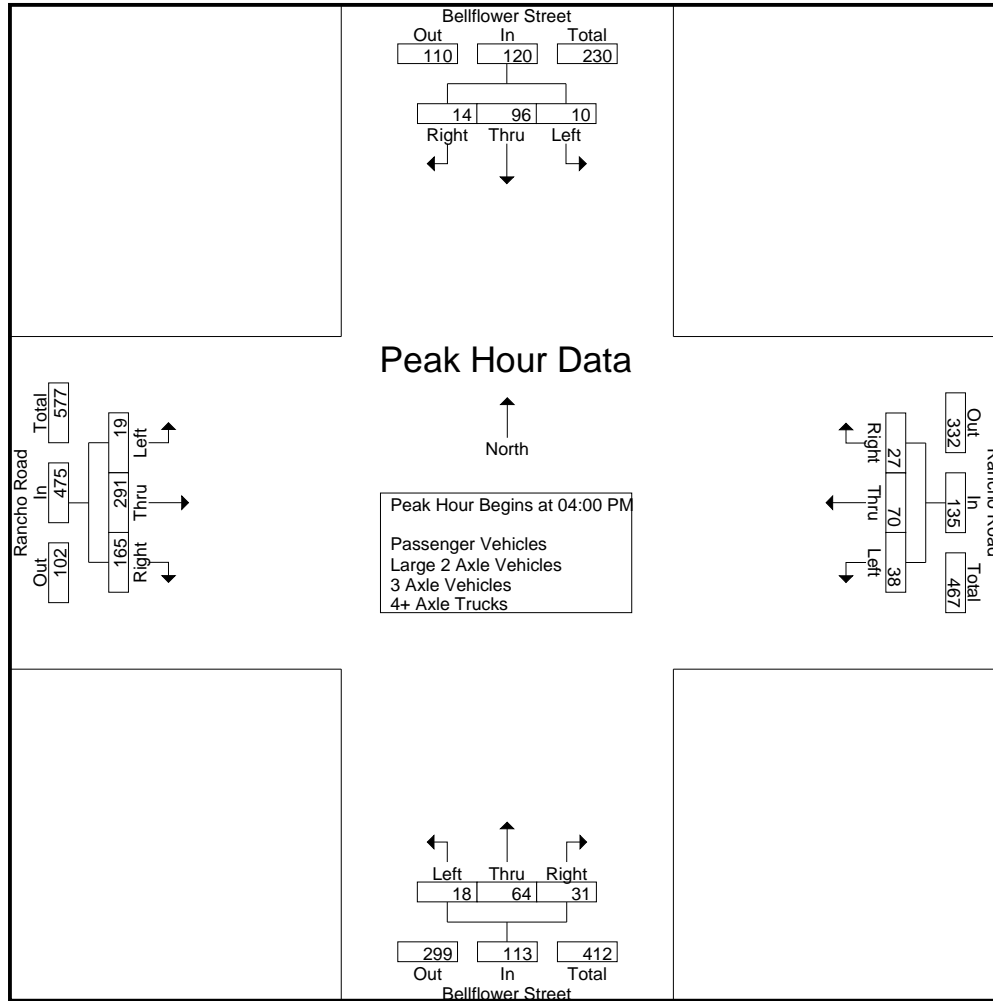 Bellflower Street
Out In Total
110 120 230
14 96 10
Right Thru Left
Peak Hour Data
North
Peak Hour Begins at 04:00 PM
Passenger Vehicles
Large 2 Axle Vehicles
3 Axle Vehicles
4+ Axle Trucks
Rancho Road
Out In Total
102 475 577
165 291 19
Right Thru Left
Rancho Road
Out In Total
332 135 467
27 70 38
Right Thru Left
Left Thru Right
18 64 31
299 113 412
Out In Total
Bellflower Street